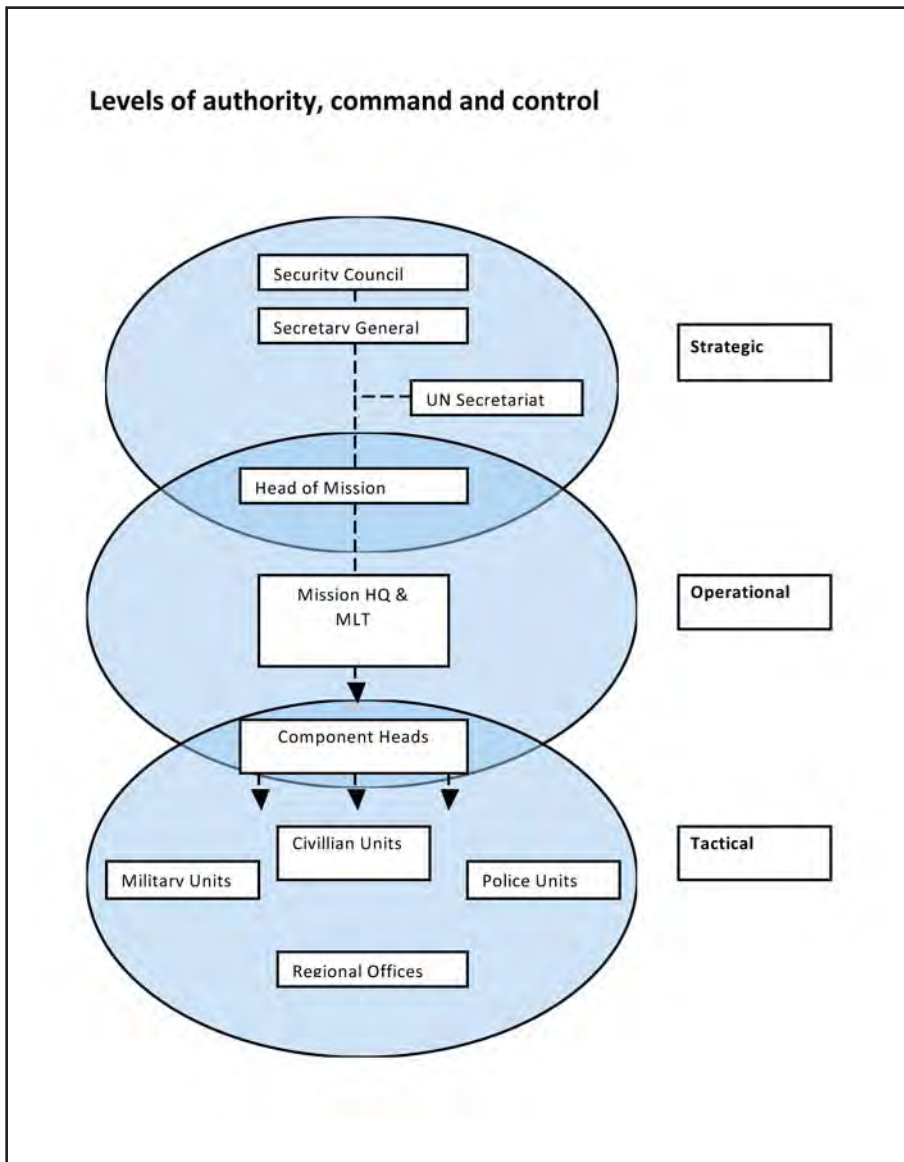 Levels of authority, command and control
Security Council
Secretary General
Strategic
UN Secretariat
Head of Mission
Mission HQ &
MLT
Operational
Component Heads
Civillian Units
Tactical
Military Units
Police Units
Regional Offices